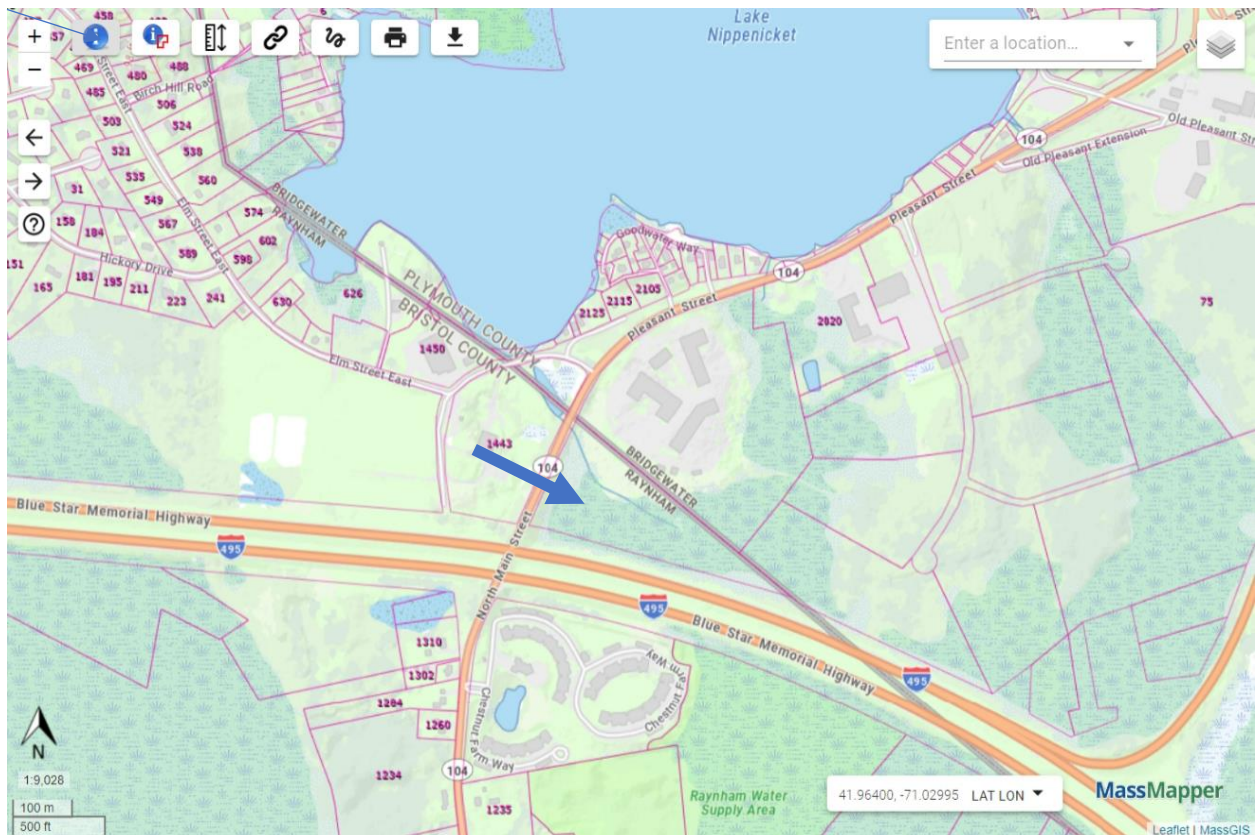 Lake
Nippenicket
Enter a location...
458
488
480
469
485
Birch Hill Road
506
503
524
521
538
535
560
549
31
574
567
158
184
602
589
598
Hickory Drive
151
165
181
195
211
223
241
630
626
Elm Street East
Street East
Elm Street East
BRIDGEWATER
RAYNHAM
PLYMOUTH COUNTY
BRISTOL COUNTY
1450
1443
Goodwater Way
2105
2115
2125
Pleasant Street
104
Pleasant Street
104
Old Pleasant Extension
Old Pleasant Str
2020
75
104
BRIDGEWATER
RAYNHAM
Blue Star Memorial Highway
495
North Main Street
495
Blue Star Memorial Highway
495
1310
1302
1284
1260
1234
1235
104
Chestnut Farm Way
Chestnut Farm Way
Raynham Water
Supply Area
N
1:9,028
100 m
500 ft
41.96400, -71.02995 LAT LON
MassMapper
Leaflet | MassGIS